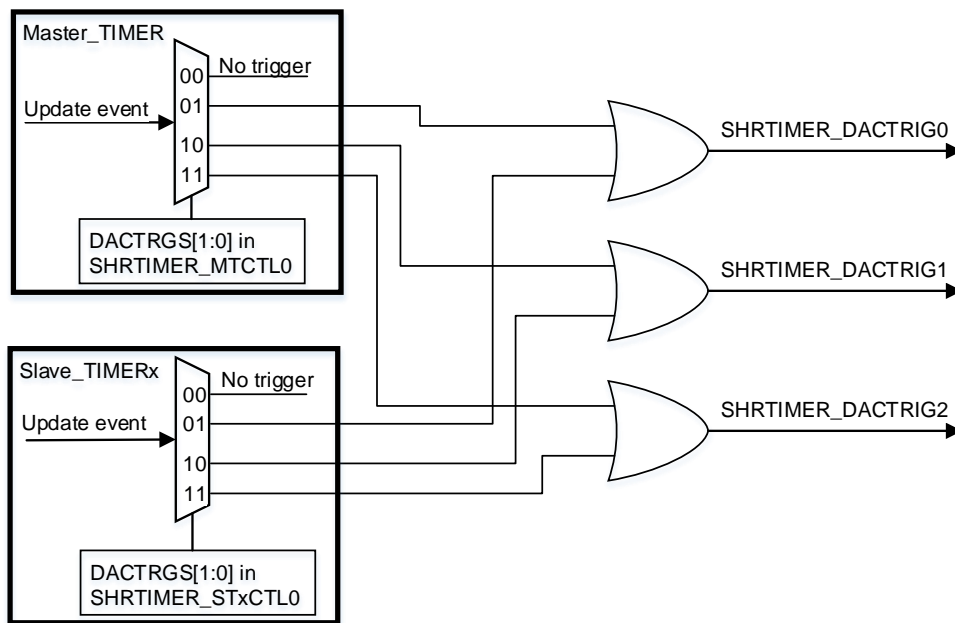 Master_TIMER
00
No trigger
Update event
01
10
11
DACTRGS[1:0] in
SHRTIMER_MTCTL0
SHRTIMER_DACTRIG0
SHRTIMER_DACTRIG1
Slave_TIMERx
00
No trigger
Update event
01
10
11
DACTRGS[1:0] in
SHRTIMER_STxCTL0
SHRTIMER_DACTRIG2